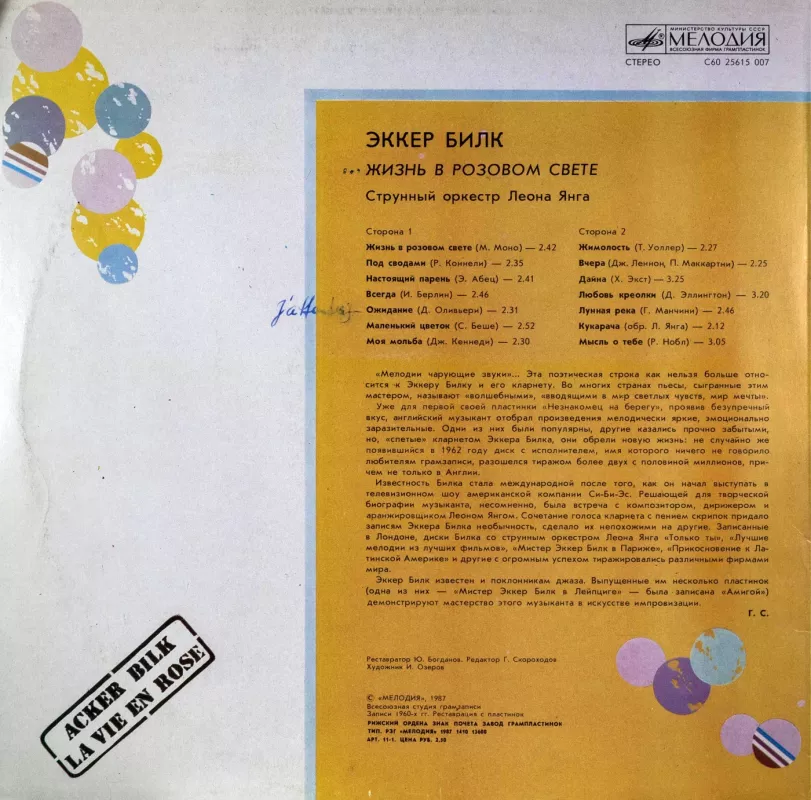 МИНИСТЕРСТВО КУЛЬТУРЫ СССР
МЕЛОДИЯ
ВСЕСОЮЗНАЯ ФИРМА ГРАМПЛАСТИНОК
СТЕРЕО С60 25615 007
ЭККЕР БИЛК
ЖИЗНЬ В РОЗОВОМ СВЕТЕ
Струнный оркестр Леона Янга
Сторона 1
Жизнь в розовом свете (М. Моно) — 2.42
Под сводами (Р. Коннели) — 2.35
Настоящий парень (Э. Абец) — 2.41
Всегда (И. Берлин) — 2.46
J'attendrai
Ожидание (Д. Оливьери) — 2.31
Маленький цветок (С. Беше) — 2.52
Моя мольба (Дж. Кеннеди) — 2.30
Сторона 2
Жимолость (Т. Уоллер) — 2.27
Вчера (Дж. Леннон, П. Маккартни) — 2.25
Дайна (Х. Экст) — 3.25
Любовь креолки (Д. Эллингтон) — 3.20
Лунная река (Г. Манчини) — 2.46
Кукарача (обр. Л. Янга) — 2.12
Мысль о тебе (Р. Нобл) — 3.05
«Мелодии чарующие звуки»... Эта поэтическая строка как нельзя больше отно-
сится к Эккеру Билку и его кларнету. Во многих странах пьесы, сыгранные этим
мастером, называют «волшебными», «вводящими в мир светлых чувств, мир мечты».
Уже для первой своей пластинки «Незнакомец на берегу», проявив безупречный
вкус, английский музыкант отобрал произведения мелодически яркие, эмоционально
заразительные. Одни из них были популярны, другие казались прочно забытыми,
но, «спетые» кларнетом Эккера Билка, они обрели новую жизнь: не случайно же
появившийся в 1962 году диск с исполнителем, имя которого ничего не говорило
любителям грамзаписи, разошелся тиражом более двух с половиной миллионов, при-
чем не только в Англии.
Известность Билка стала международной после того, как он начал выступать в
телевизионном шоу американской компании Си-Би-Эс. Решающей для творческой
биографии музыканта, несомненно, была встреча с композитором, дирижером и
аранжировщиком Леоном Янгом. Сочетание голоса кларнета с пением скрипок придало
записям Эккера Билка необычность, сделало их непохожими на другие. Записанные
в Лондоне, диски Билка со струнным оркестром Леона Янга «Только ты», «Лучшие
мелодии из лучших фильмов», «Мистер Эккер Билк в Париже», «Прикосновение к Ла-
тинской Америке» и другие с огромным успехом тиражировались различными фирмами
мира.
Эккер Билк известен и поклонникам джаза. Выпущенные им несколько пластинок
(одна из них — «Мистер Эккер Билк в Лейпциге» — была записана «Амигой»)
демонстрируют мастерство этого музыканта в искусстве импровизации.
Г. С.
Реставратор Ю. Богданов. Редактор Г. Скороходов
Художник И. Озеров
© «МЕЛОДИЯ», 1987
Всесоюзная студия грамзаписи
Записи 1960-х гг. Реставрация с пластинок
РИЖСКИЙ ОРДЕНА ЗНАК ПОЧЕТА ЗАВОД ГРАМПЛАСТИНОК
ТИП. РЗГ «МЕЛОДИЯ» 1987 1410 13600
АРТ. 11-1. ЦЕНА РУБ.
ACKER BILK
LA VIE EN ROSE